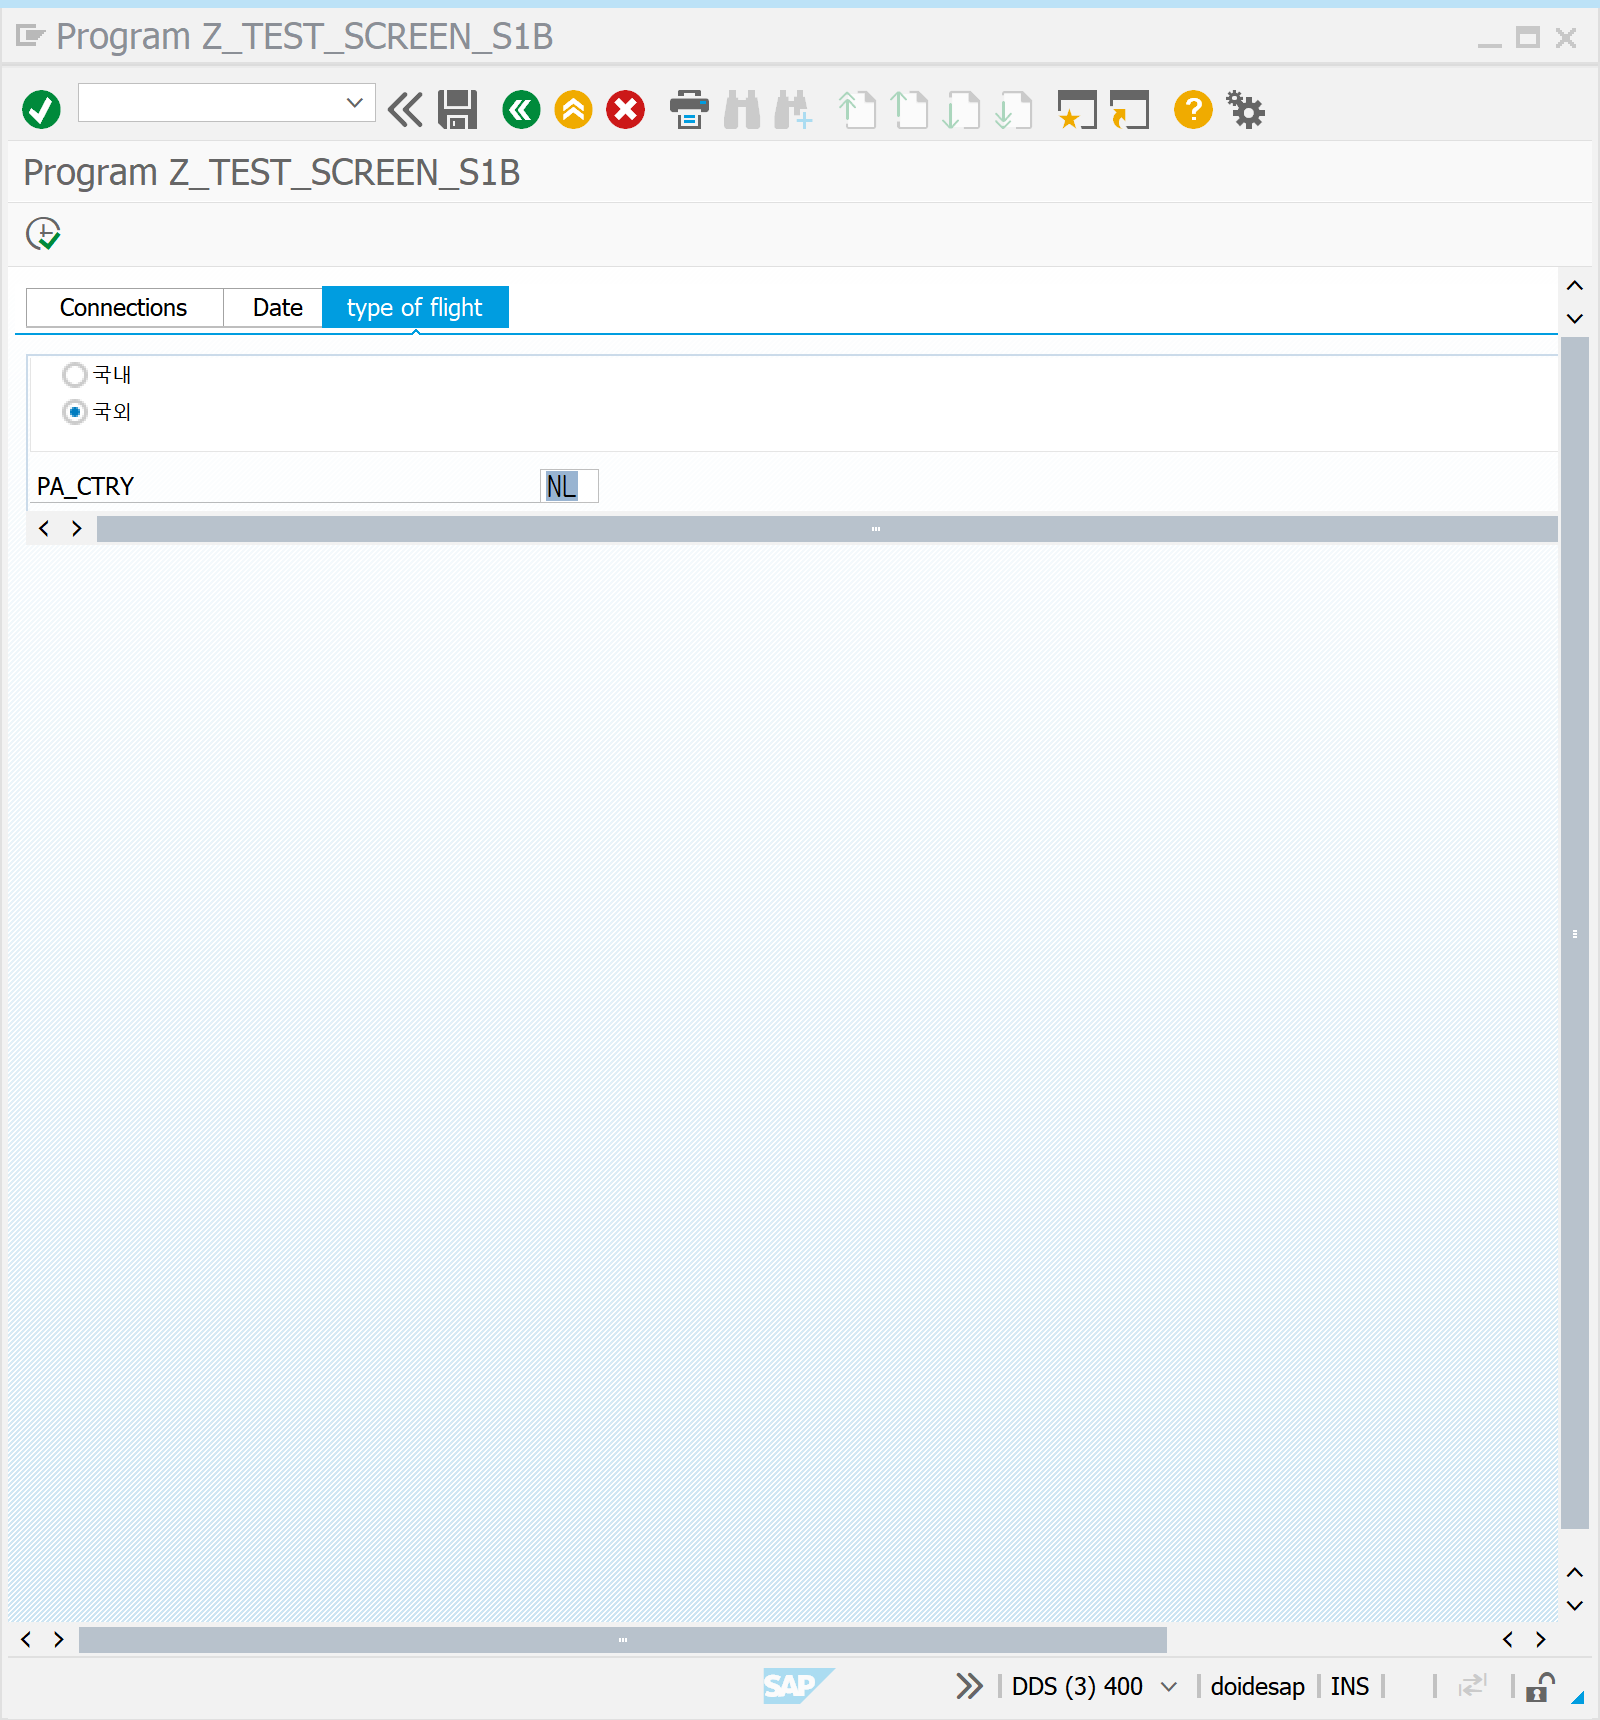 Program Z_TEST_SCREEN_S1B
Program Z_TEST_SCREEN_S1B
Connections Date type of flight
국내
국외
PA_CTRY NL
SAP DDS (3) 400 doidesap INS